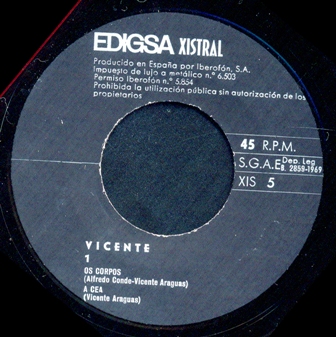 EDIGSA XISTRAL
Producido en España por Iberofón, S.A.
Impuesto de lujo a metálico n.º 6.503
Permiso Iberofón n.º 5.854
Prohibida la utilización pública sin autorización de los
propietarios
45 R.P.M.
S.G.A.E. Dep. Leg
B. 2859-1969
XIS 5
VICENTE
1
OS CORPOS
(Alfredo Conde-Vicente Araguas)
A CEA
(Vicente Araguas)